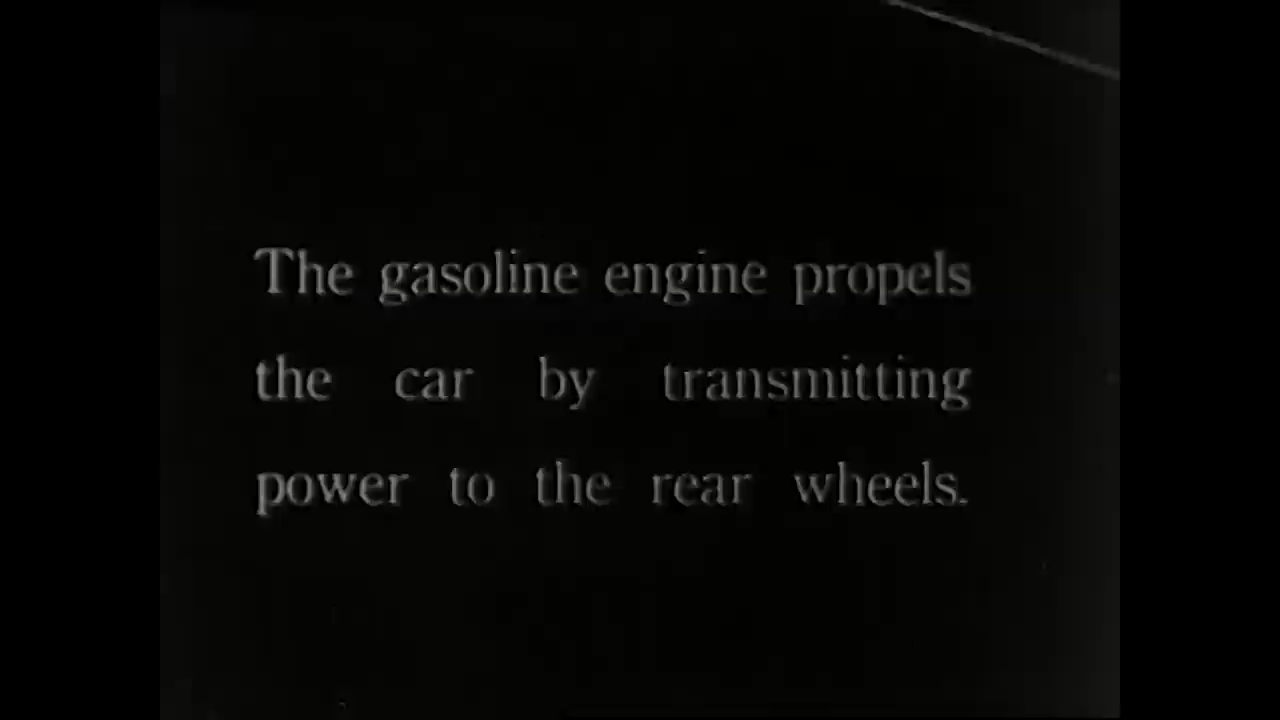 The gasoline engine propels
the car by transmitting
power to the rear wheels.